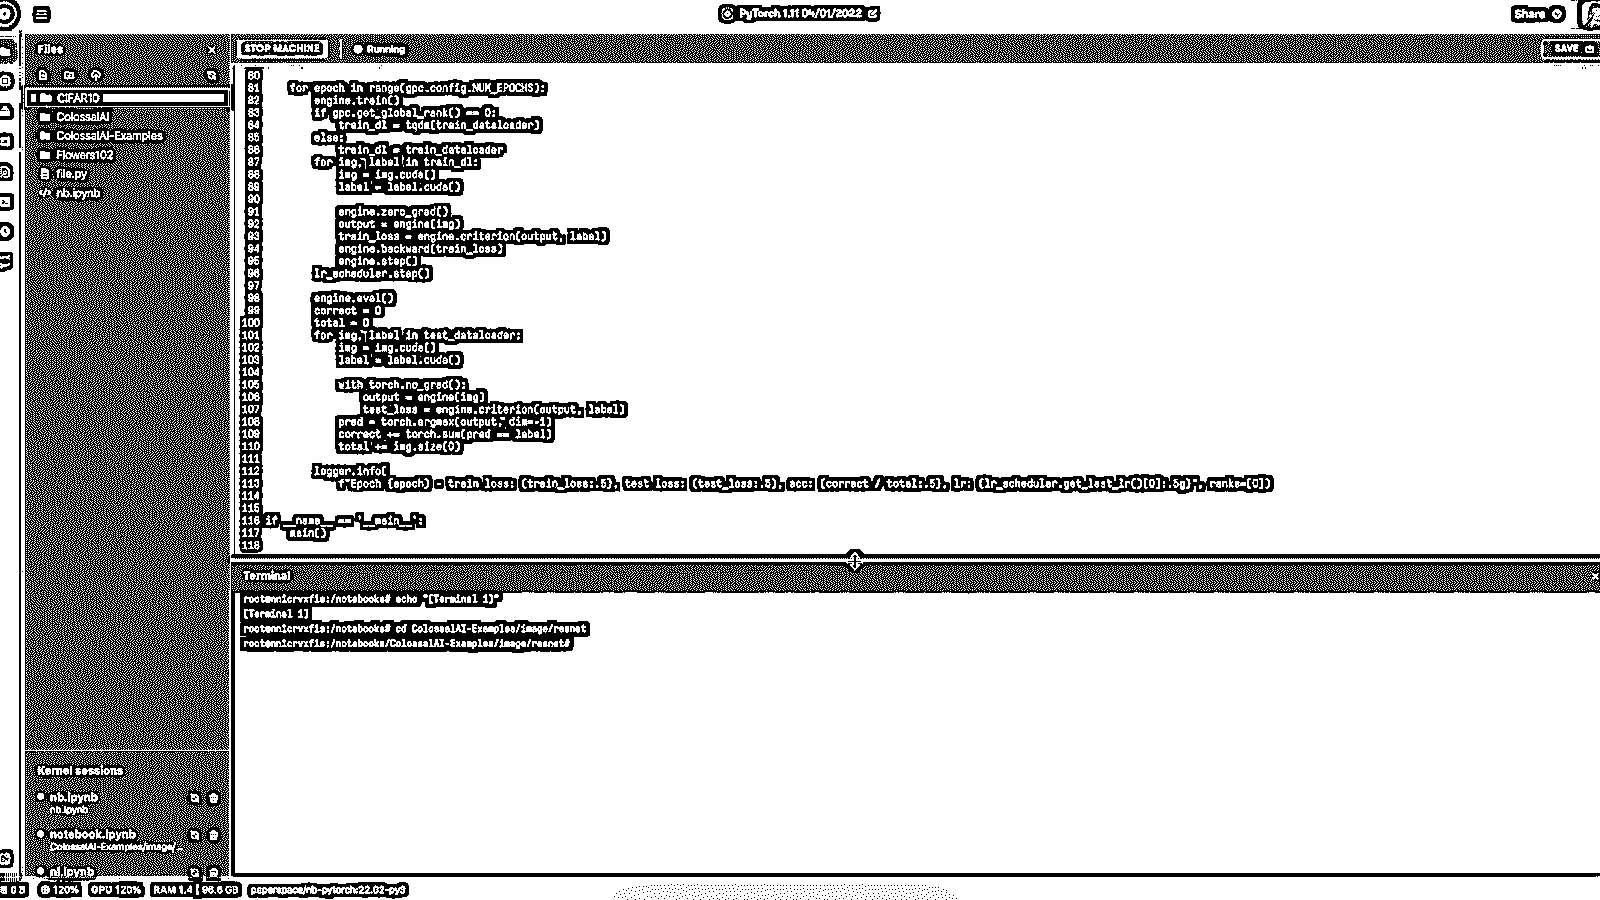 PyTorch 1.11 04/01/2022
Share
Files
STOP MACHINE
Running
SAVE
CIFAR10
ColossalAI
ColossalAI-Examples
Flowers102
file.py
nb.ipynb
80
81 for epoch in range(gpc.config.NUM_EPOCHS):
82 engine.train()
83 if gpc.get_global_rank() == 0:
84 train_dl = tqdm(train_dataloader)
85 else:
86 train_dl = train_dataloader
87 for img, label in train_dl:
88 img = img.cuda()
89 label = label.cuda()
90
91 engine.zero_grad()
92 output = engine(img)
93 train_loss = engine.criterion(output, label)
94 engine.backward(train_loss)
95 engine.step()
96 lr_scheduler.step()
97
98 engine.eval()
99 correct = 0
100 total = 0
101 for img, label in test_dataloader:
102 img = img.cuda()
103 label = label.cuda()
104
105 with torch.no_grad():
106 output = engine(img)
107 test_loss = engine.criterion(output, label)
108 pred = torch.argmax(output, dim=-1)
109 correct += torch.sum(pred == label)
110 total += img.size(0)
111
112 logger.info(
113 f"Epoch {epoch} - train loss: {train_loss:.5}, test loss: {test_loss:.5}, acc: {correct / total:.5}, lr: {lr_scheduler.get_last_lr()[0]:.5g}", ranks=[0])
114
115
116 if __name__ == '__main__':
117 main()
118
Terminal
root@nnicrvxfis:/notebooks# echo "[Terminal 1]"
[Terminal 1]
root@nnicrvxfis:/notebooks# cd ColossalAI-Examples/image/resnet
root@nnicrvxfis:/notebooks/ColossalAI-Examples/image/resnet#
Kernel sessions
nb.ipynb
nb.ipynb
notebook.ipynb
ColossalAI-Examples/image/...
nl.ipynb
120%
GPU 120%
RAM 1.4 | 96.6 GB
paperspace/nb-pytorch:22.02-py3